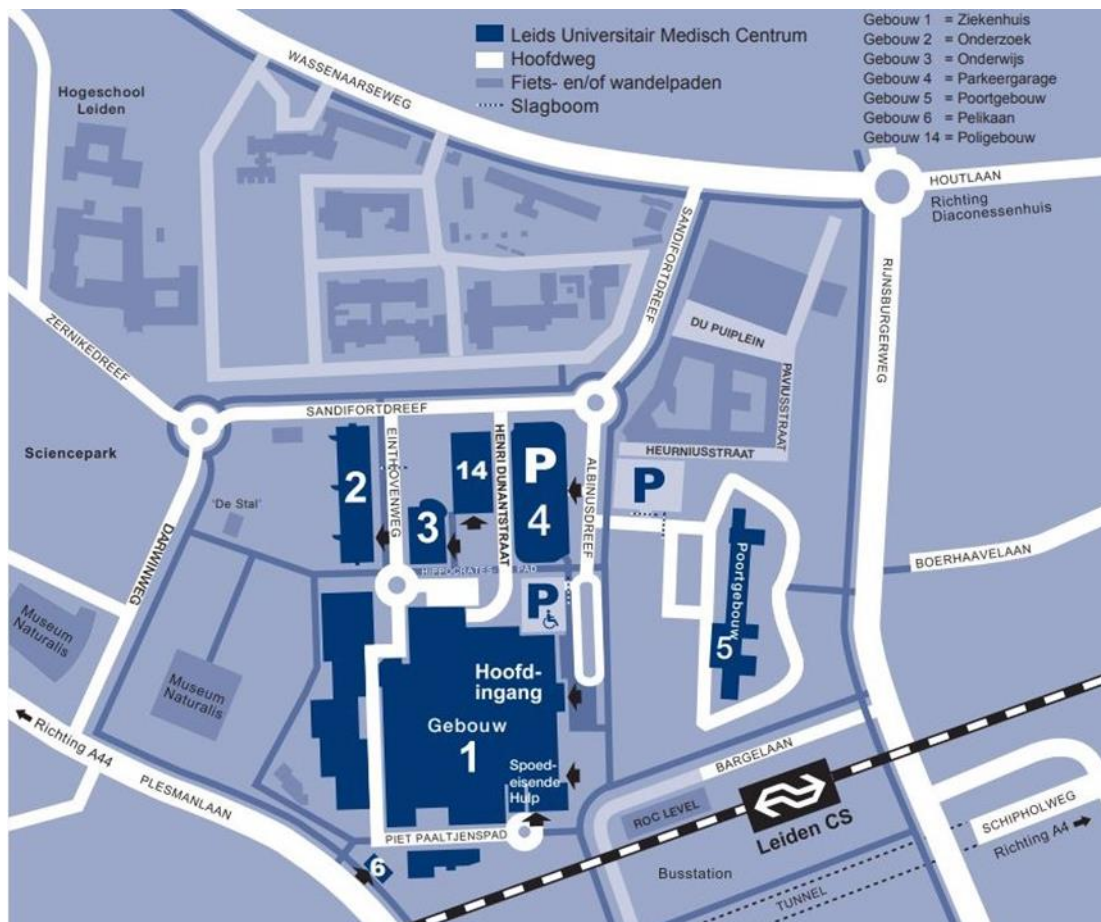 Leids Universitair Medisch Centrum
Hoofdweg
Fiets- en/of wandelpaden
Slagboom
Gebouw 1 = Ziekenhuis
Gebouw 2 = Onderzoek
Gebouw 3 = Onderwijs
Gebouw 4 = Parkeergarage
Gebouw 5 = Poortgebouw
Gebouw 6 = Pelikaan
Gebouw 14 = Poligebouw
WASSENAARSEWEG
Hogeschool
Leiden
HOUTLAAN
Richting
Diaconessenhuis
SANDIFORTDREEF
RIJNSBURGERWEG
DU PUIPLEIN
PAVIUSSTRAAT
ZERNIKEDREEF
SANDIFORTDREEF
HEURNIUSSTRAAT
Sciencepark
EINTHOVENWEG
HENRI DUNANTSTRAAT
ALBINUSDREEF
P
4
14
2
3
P
'De Stal'
DARWINWEG
HIPPOCRATES PAD
BOERHAAVELAAN
Poortgebouw
5
P
Museum
Naturalis
Museum
Naturalis
Hoofd-
ingang
Gebouw
1
Spoed-
eisende
Hulp
Richting A44
PLESMANLAAN
BARGELAAN
ROC LEVEL
Leiden CS
SCHIPHOLWEG
Richting A4
PIET PAALTJENSPAD
6
Busstation
TUNNEL